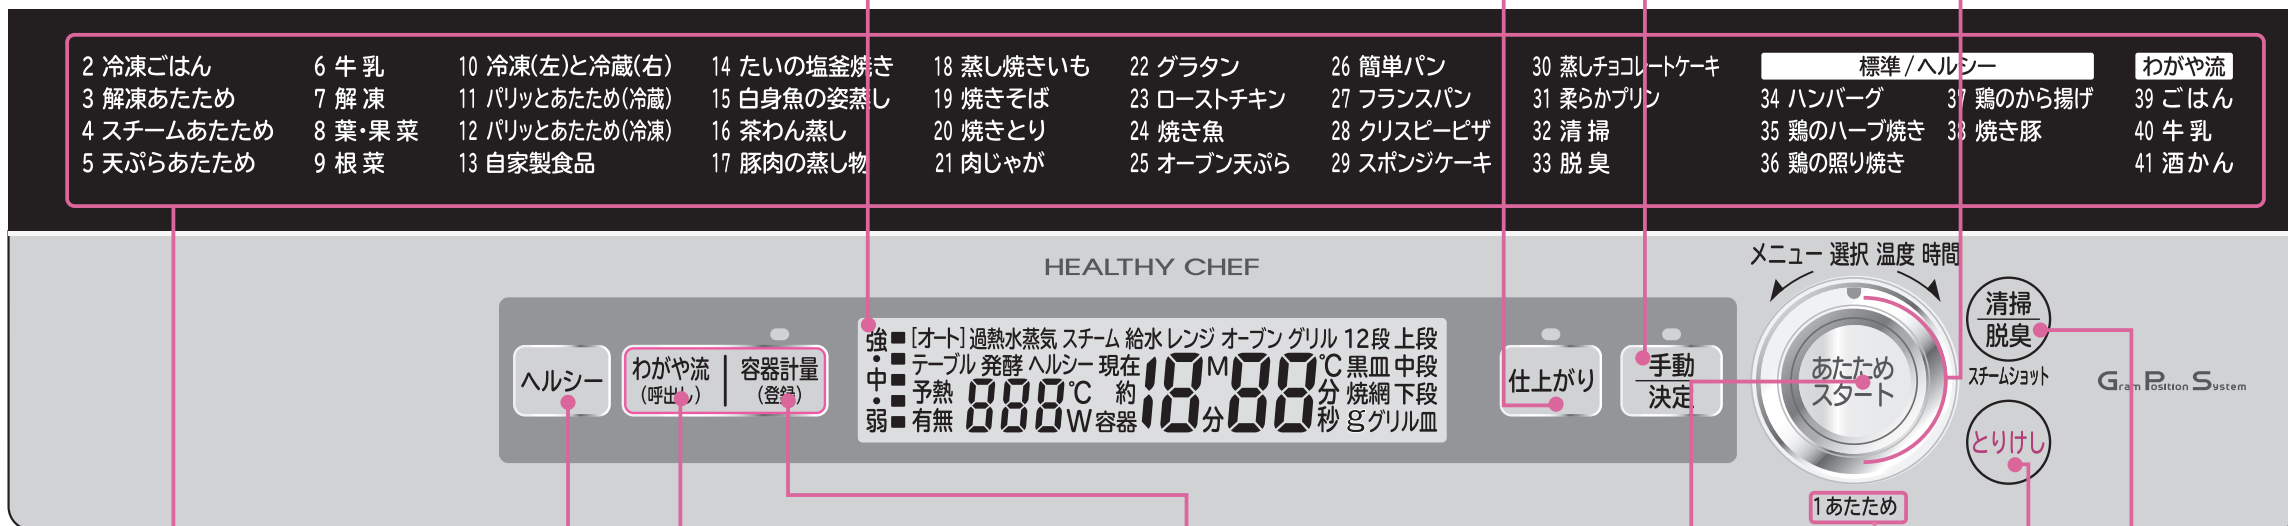 2 冷凍ごはん
3 解凍あたため
4 スチームあたため
5 天ぷらあたため
6 牛乳
7 解凍
8 葉・果菜
9 根菜
10 冷凍(左)と冷蔵(右)
11 パリッとあたため(冷蔵)
12 パリッとあたため(冷凍)
13 自家製食品
14 たいの塩釜焼き
15 白身魚の姿蒸し
16 茶わん蒸し
17 豚肉の蒸し物
18 蒸し焼きいも
19 焼きそば
20 焼きとり
21 肉じゃが
22 グラタン
23 ローストチキン
24 焼き魚
25 オーブン天ぷら
26 簡単パン
27 フランスパン
28 クリスピーピザ
29 スポンジケーキ
30 蒸しチョコレートケーキ
31 柔らかプリン
32 清掃
33 脱臭
標準/ヘルシー
34 ハンバーグ
35 鶏のハーブ焼き
36 鶏の照り焼き
37 鶏のから揚げ
38 焼き豚
わがや流
39 ごはん
40 牛乳
41 酒かん
HEALTHY CHEF
ヘルシー
わがや流
(呼出し)
容器計量
(登録)
強 [オート] 過熱水蒸気 スチーム 給水 レンジ オーブン グリル 12段 上段
・ テーブル 発酵 ヘルシー 現在 18 M 88 ℃ 黒皿 中段
中 予熱 888 ℃ 約 分 焼網 下段
・
弱 有無 W 容器 分 秒 g グリル皿
仕上がり
手動
決定
メニュー 選択 温度 時間
あたため
スタート
1あたため
清掃
脱臭
スチームショット
とりけし
Gram Position System